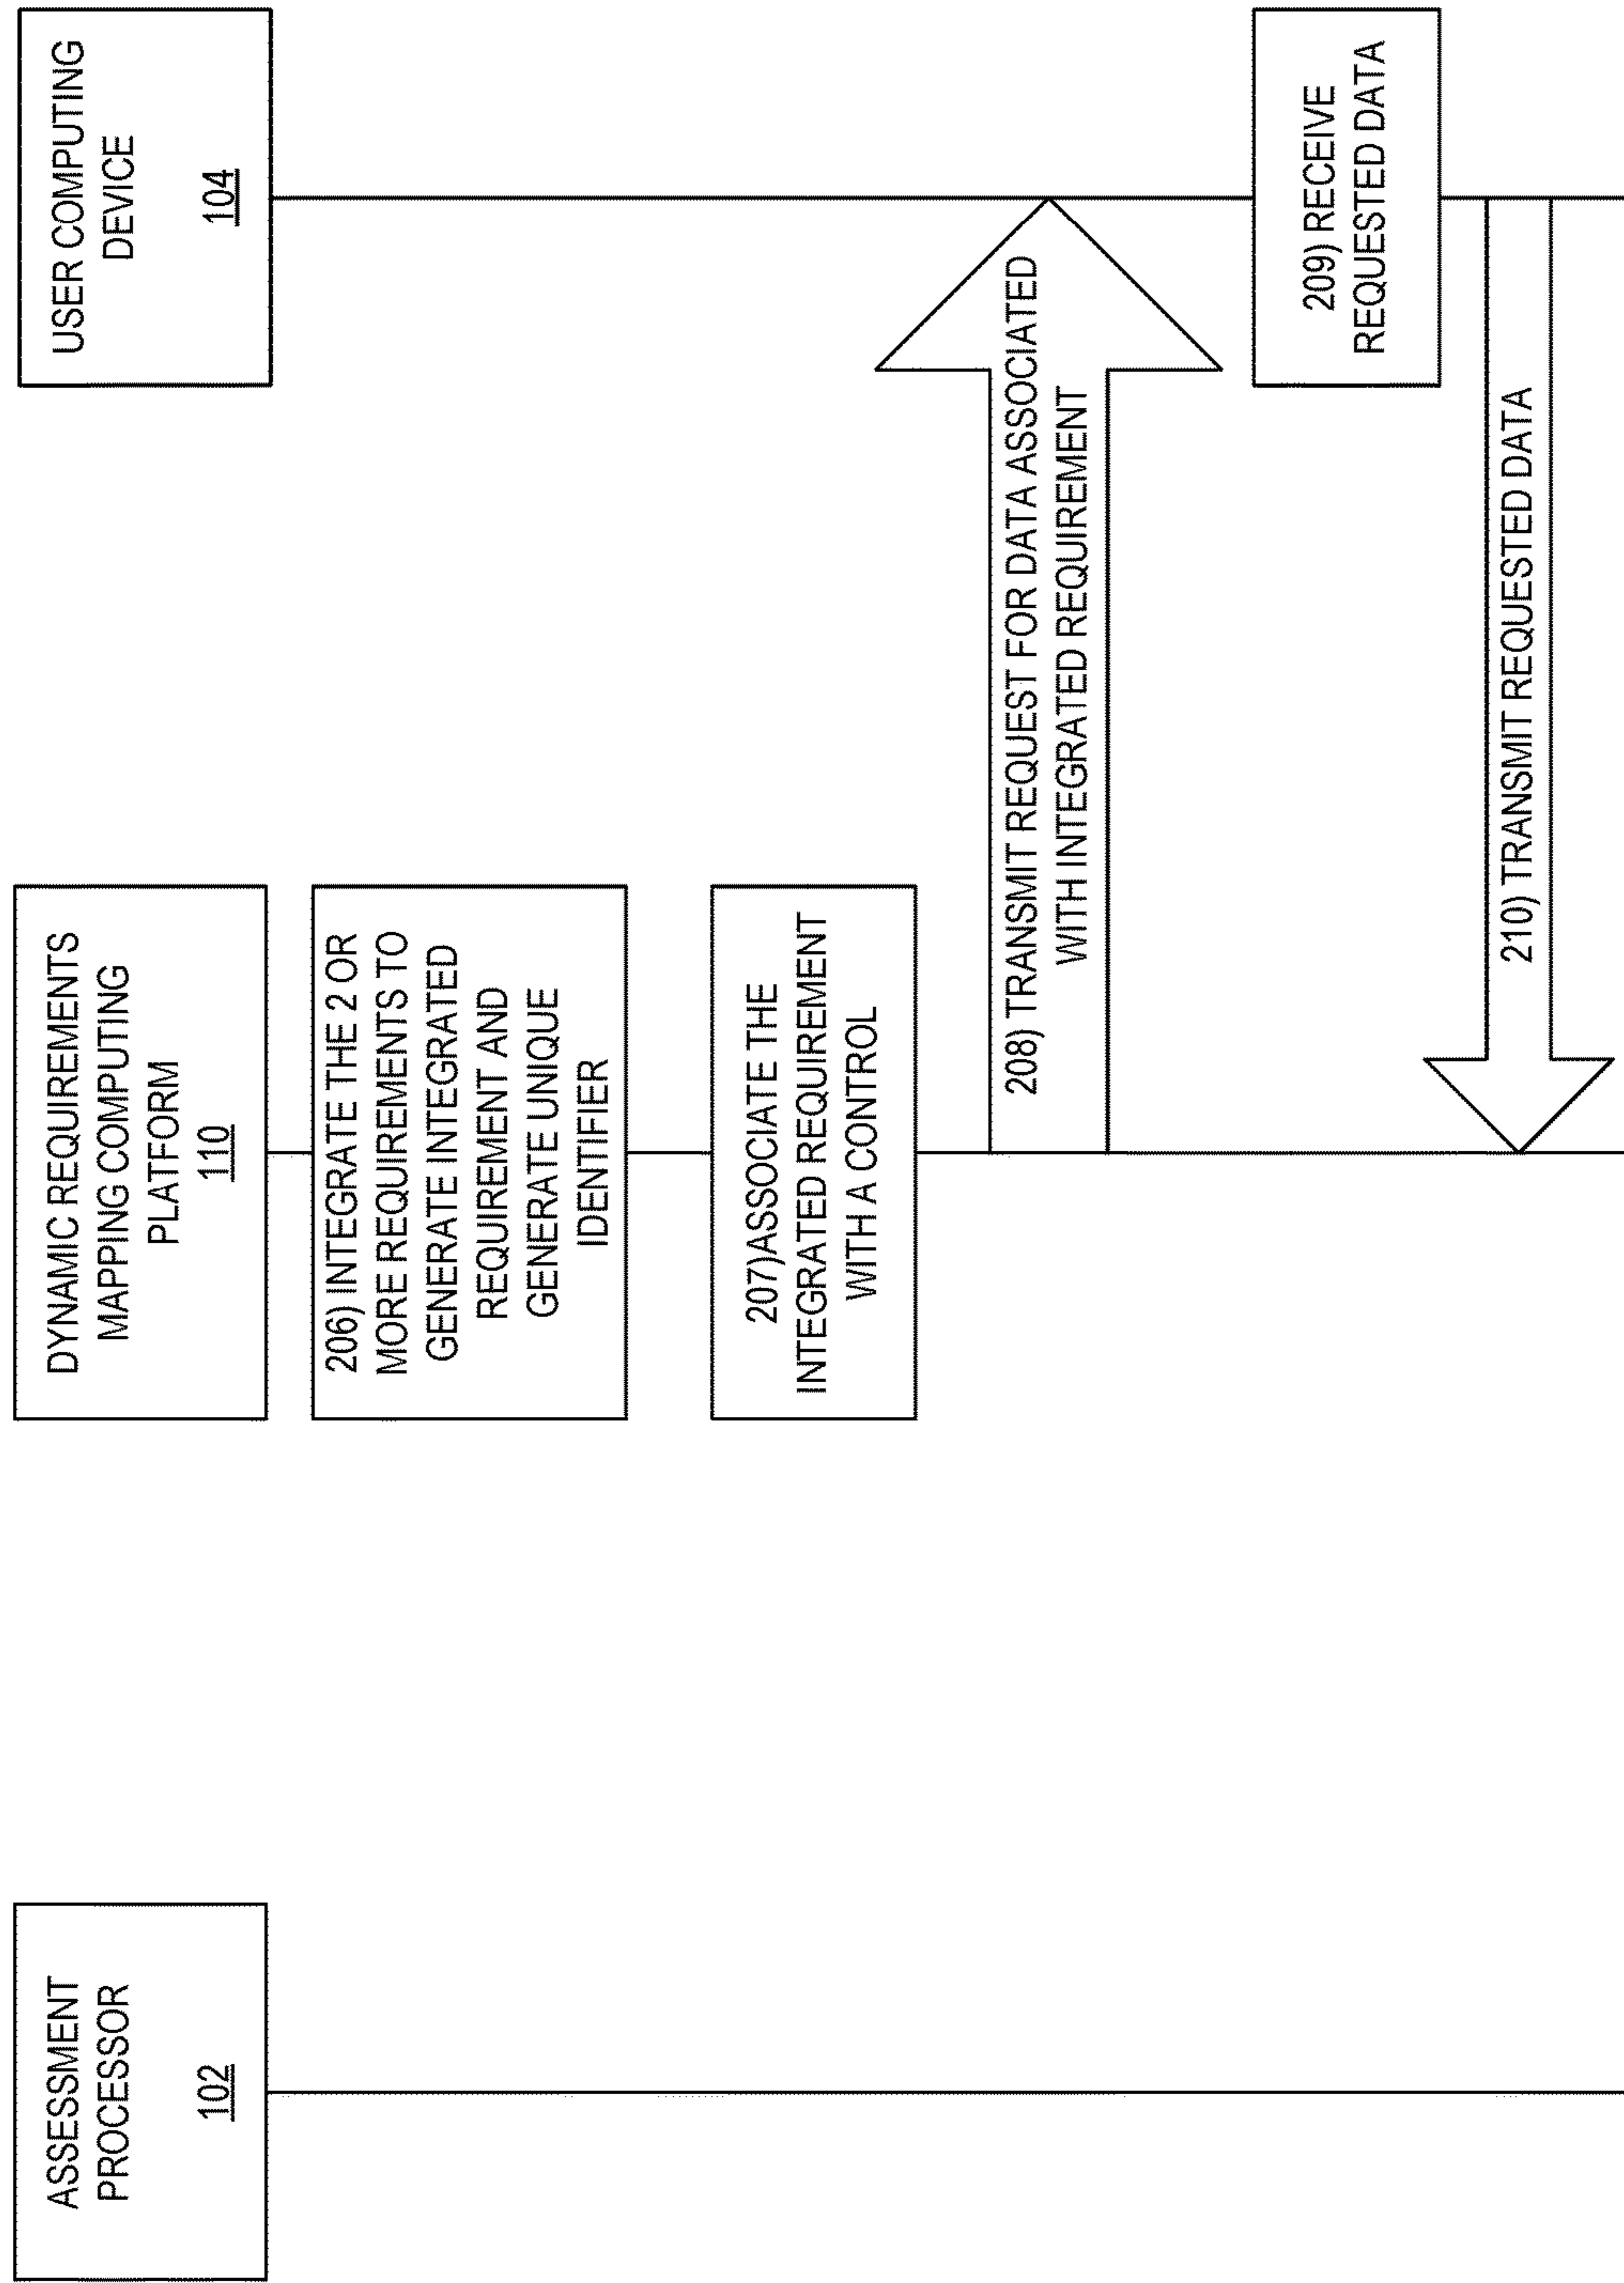 ASSESSMENT
PROCESSOR
102
DYNAMIC REQUIREMENTS
MAPPING COMPUTING
PLATFORM
110
USER COMPUTING
DEVICE
104
206) INTEGRATE THE 2 OR
MORE REQUIREMENTS TO
GENERATE INTEGRATED
REQUIREMENT AND
GENERATE UNIQUE
IDENTIFIER
207)ASSOCIATE THE
INTEGRATED REQUIREMENT
WITH A CONTROL
208) TRANSMIT REQUEST FOR DATA ASSOCIATED
WITH INTEGRATED REQUIREMENT
209) RECEIVE
REQUESTED DATA
210) TRANSMIT REQUESTED DATA